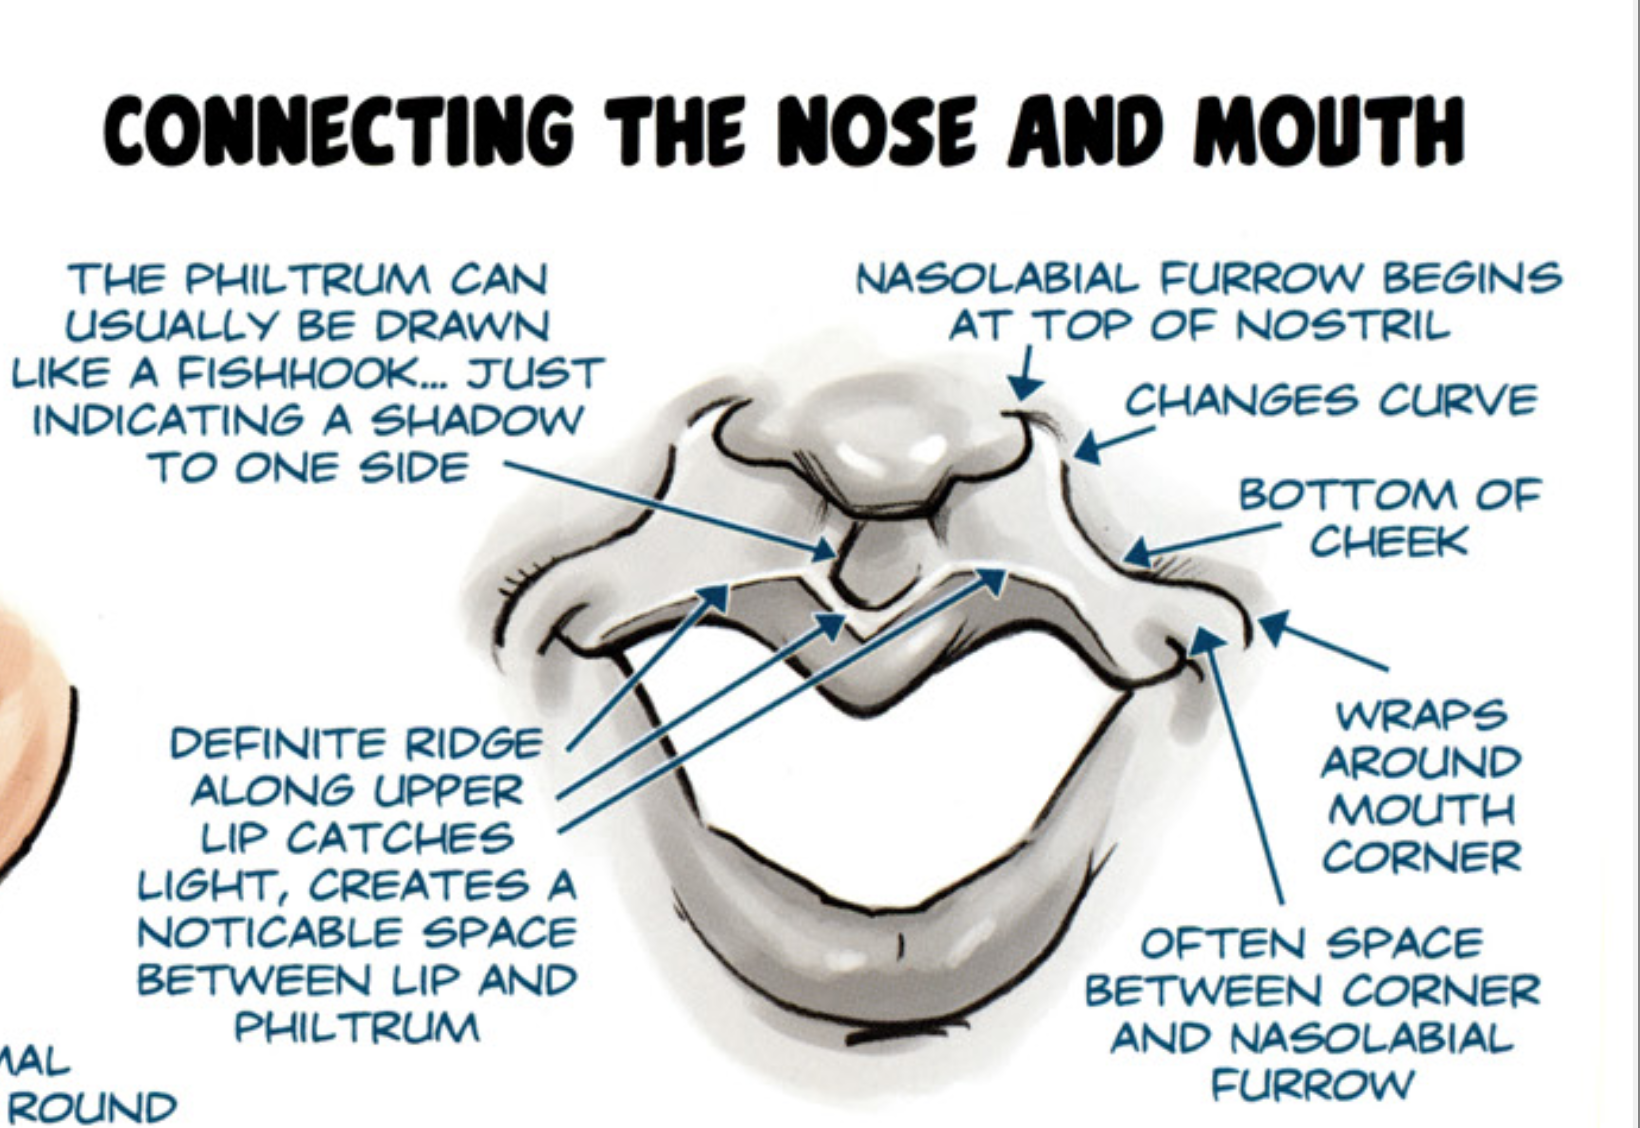 CONNECTING THE NOSE AND MOUTH
THE PHILTRUM CAN
USUALLY BE DRAWN
LIKE A FISHHOOK... JUST
INDICATING A SHADOW
TO ONE SIDE
NASOLABIAL FURROW BEGINS
AT TOP OF NOSTRIL
CHANGES CURVE
BOTTOM OF
CHEEK
DEFINITE RIDGE
ALONG UPPER
LIP CATCHES
LIGHT, CREATES A
NOTICABLE SPACE
BETWEEN LIP AND
PHILTRUM
WRAPS
AROUND
MOUTH
CORNER
OFTEN SPACE
BETWEEN CORNER
AND NASOLABIAL
FURROW
ROUND